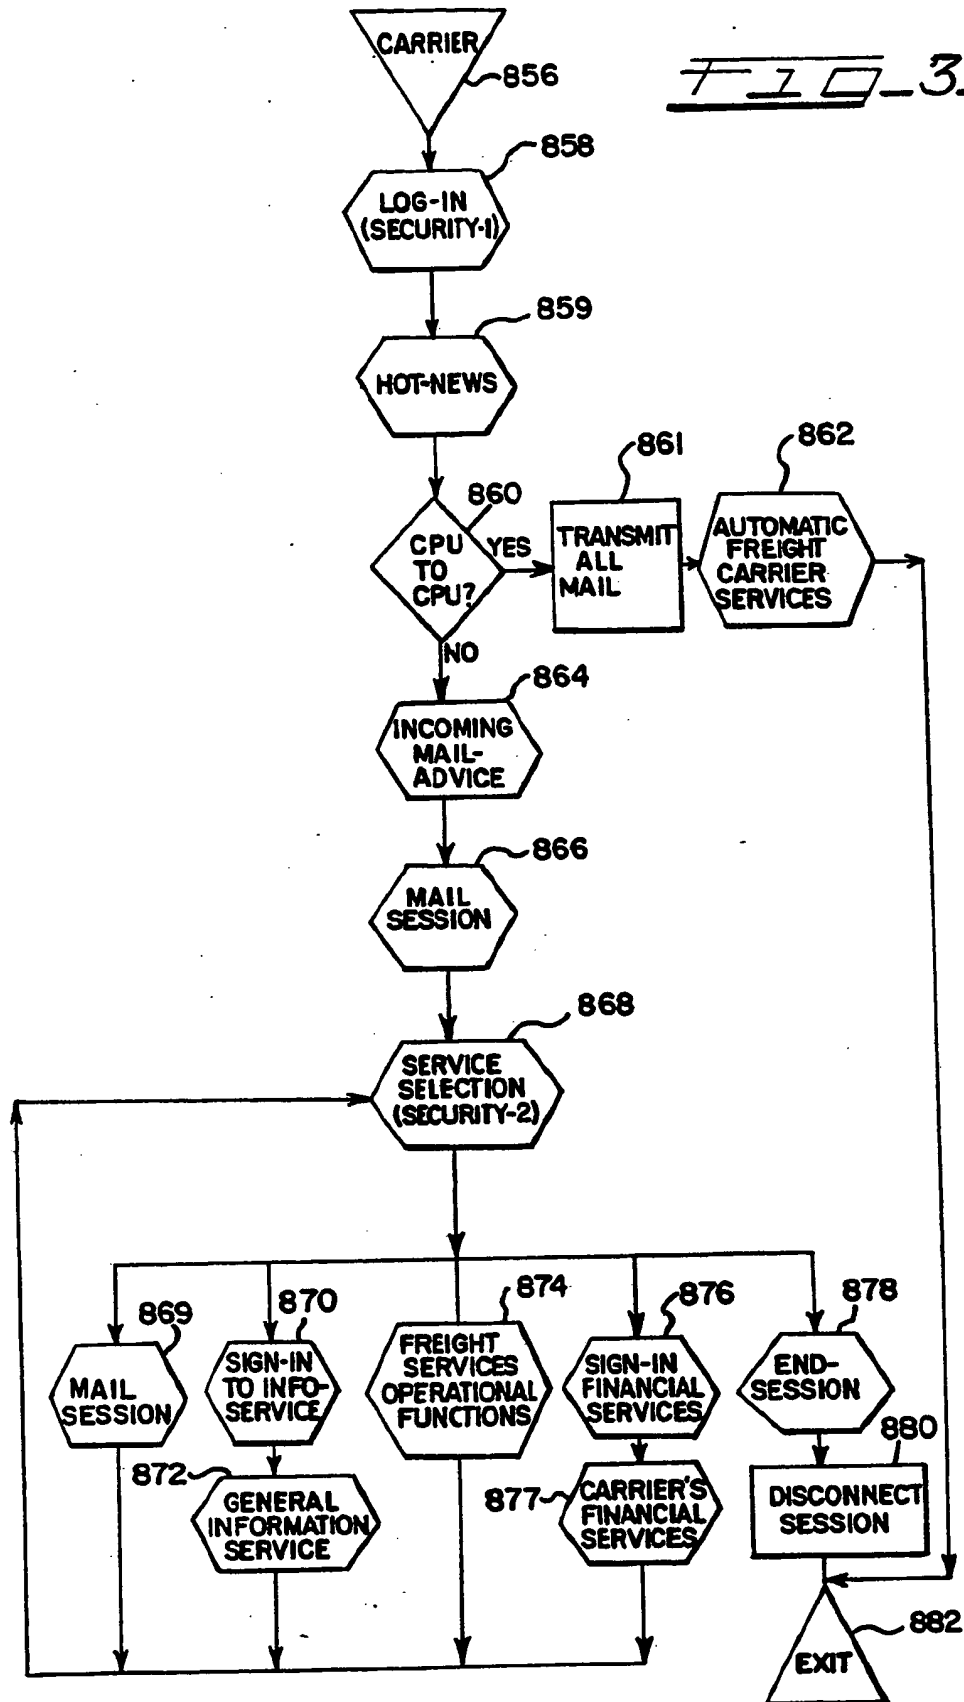 CARRIER
FIG_3.
856
858
LOG-IN
(SECURITY-1)
859
HOT-NEWS
860
CPU
TO
CPU?
YES
NO
861
TRANSMIT
ALL
MAIL
862
AUTOMATIC
FREIGHT
CARRIER
SERVICES
864
INCOMING
MAIL-
ADVICE
866
MAIL
SESSION
868
SERVICE
SELECTION
(SECURITY-2)
869
MAIL
SESSION
870
SIGN-IN
TO INFO-
SERVICE
872
GENERAL
INFORMATION
SERVICE
874
FREIGHT
SERVICES
OPERATIONAL
FUNCTIONS
876
SIGN-IN
FINANCIAL
SERVICES
877
CARRIER'S
FINANCIAL
SERVICES
878
END-
SESSION
880
DISCONNECT
SESSION
882
EXIT